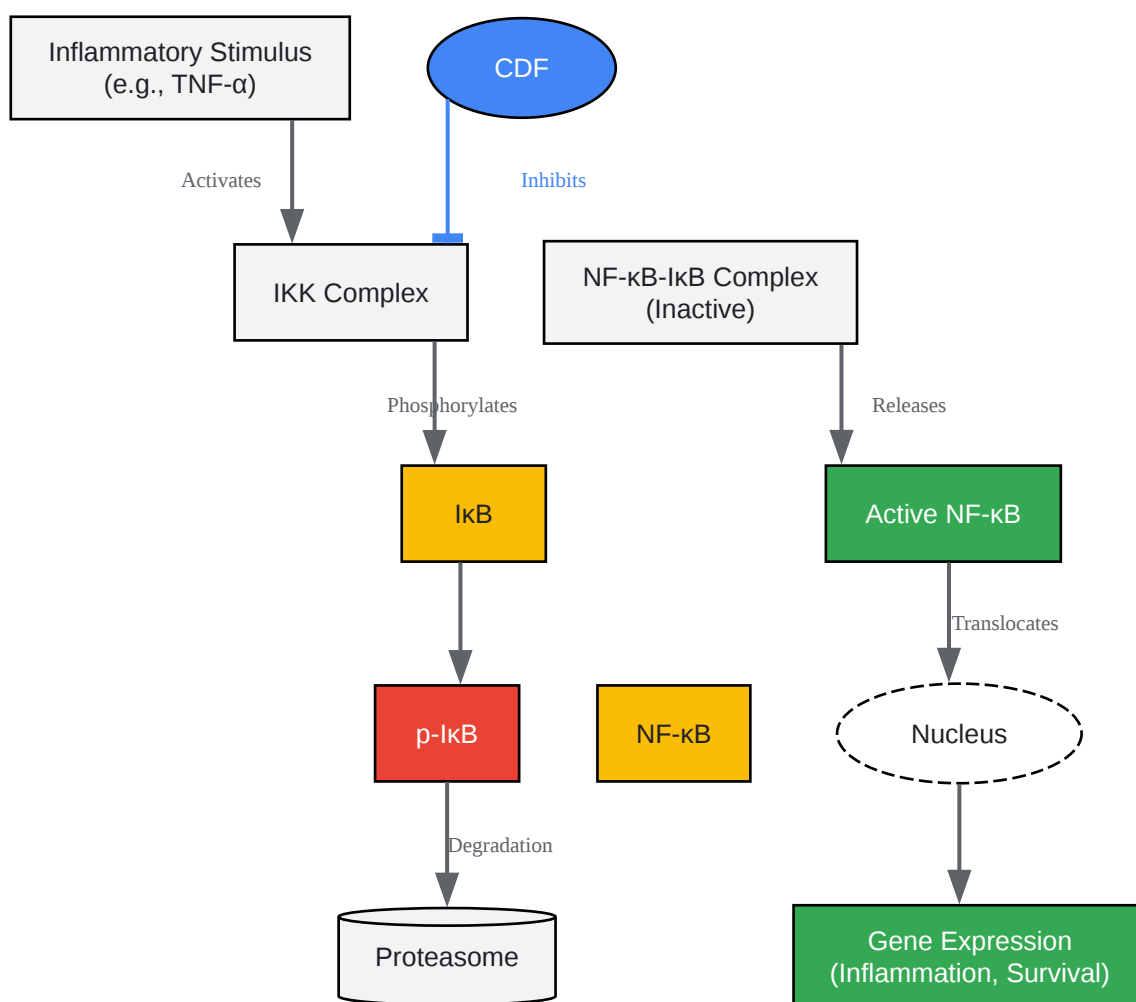 Inflammatory Stimulus
(e.g., TNF-α)
CDF
Activates
Inhibits
IKK Complex
NF-κB-IκB Complex
(Inactive)
Phosphorylates
Releases
IκB
Active NF-κB
Translocates
p-IκB
NF-κB
Nucleus
Degradation
Proteasome
Gene Expression
(Inflammation, Survival)